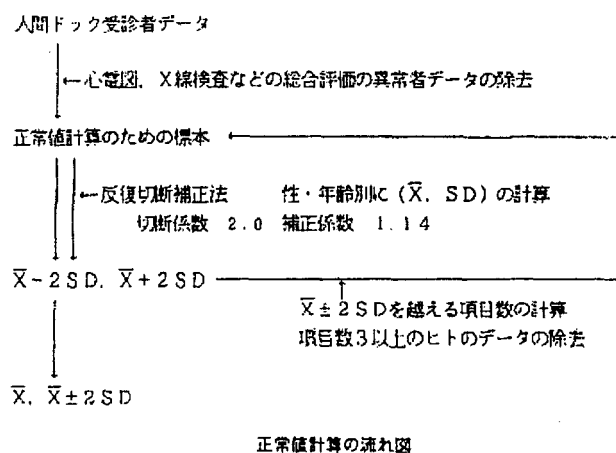 人間ドック受診者データ
←心電図，X線検査などの総合評価の異常者データの除去
正常値計算のための標本
←反復切断補正法　性・年齢別に（X̄．SD）の計算
切断係数　2.0　補正係数　1.14
X̄－2SD．X̄＋2SD
X̄±2SDを越える項目数の計算
項目数3以上のヒトのデータの除去
X̄．X̄±2SD
正常値計算の流れ図